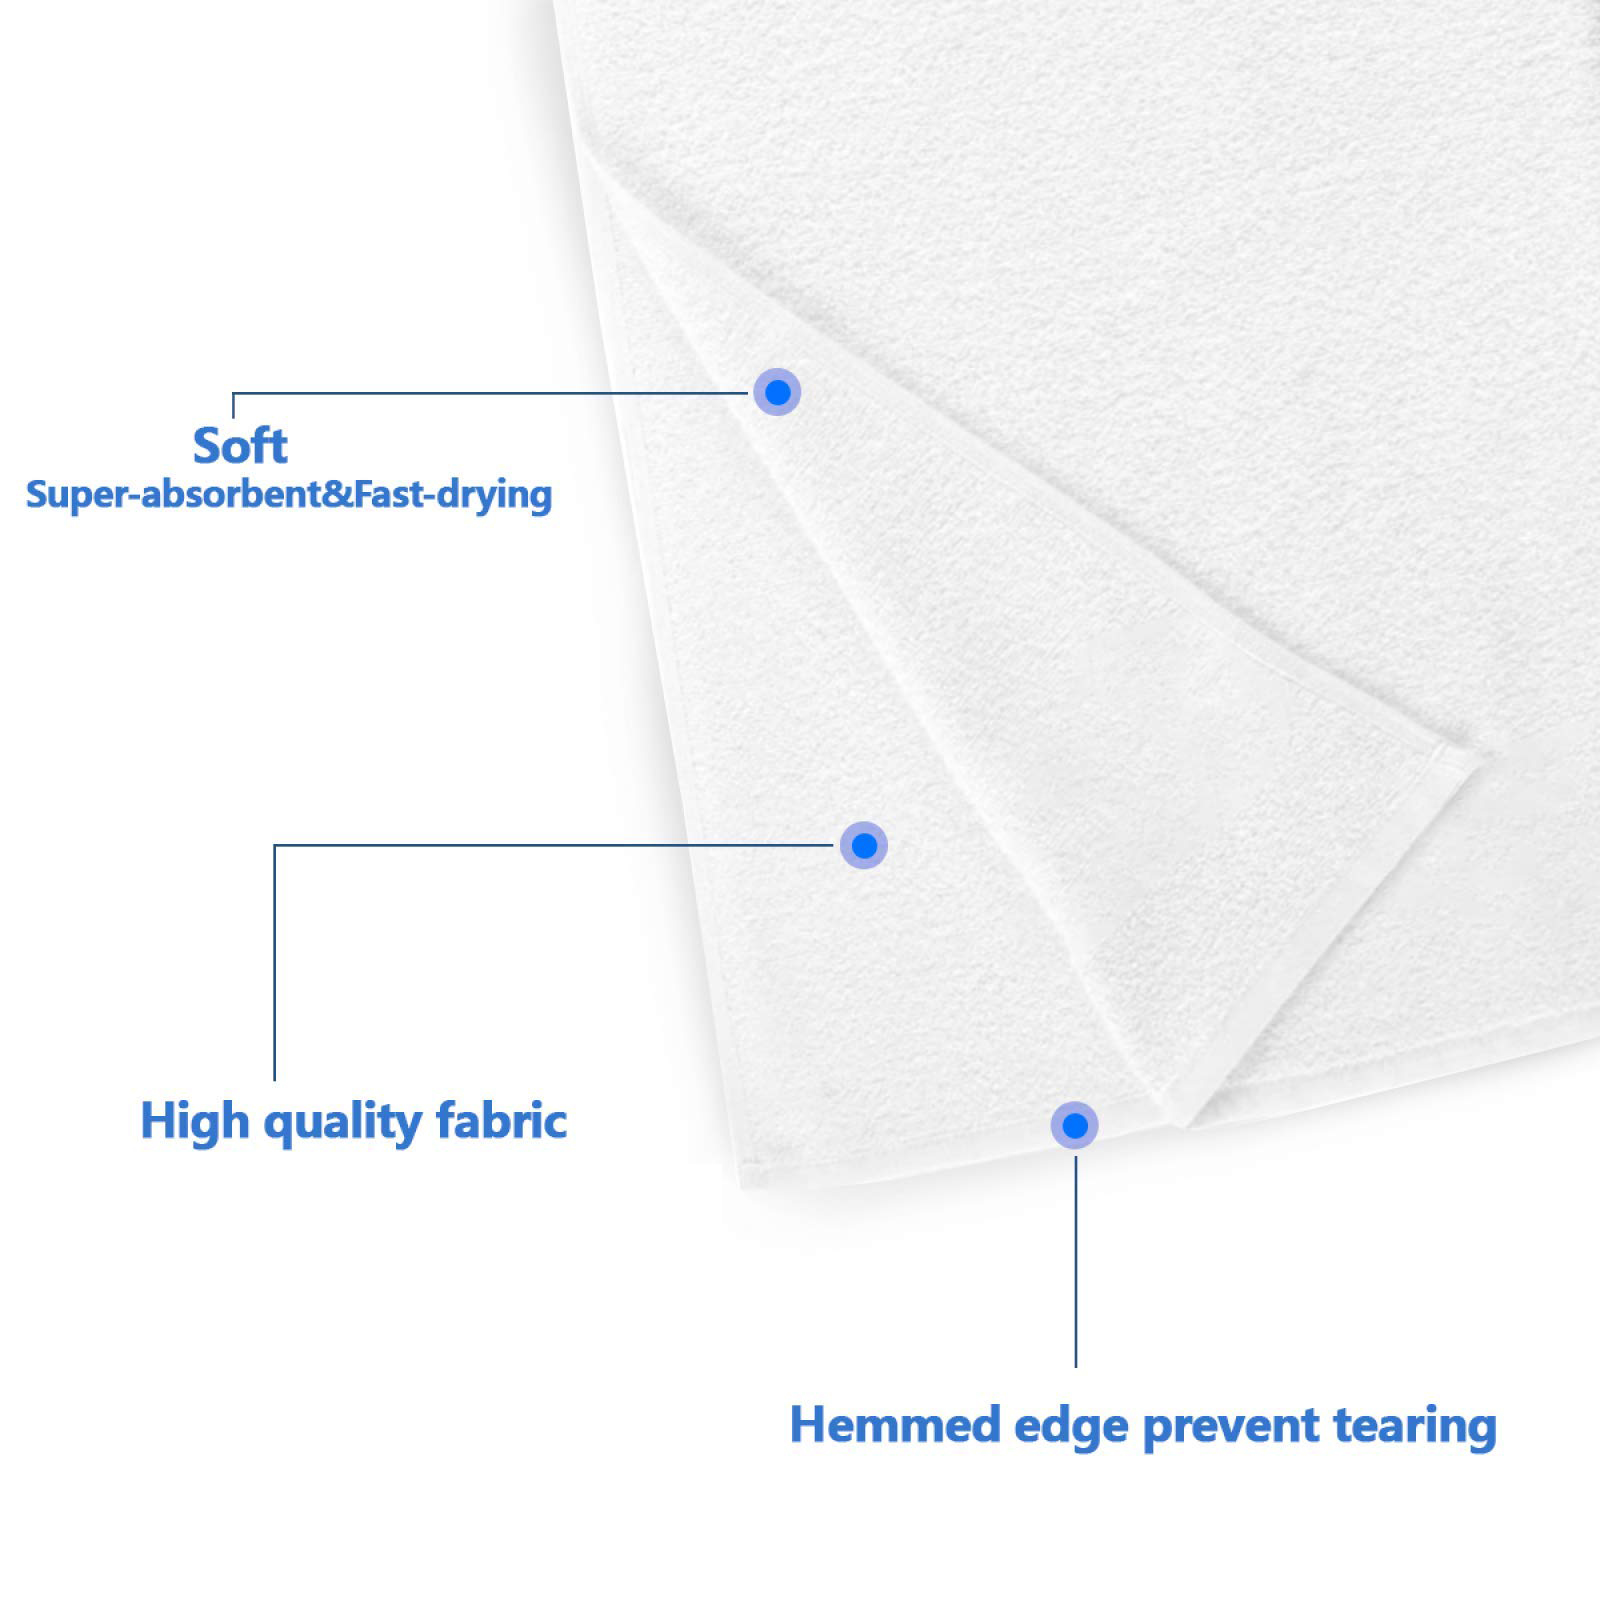 Soft
Super-absorbent&Fast-drying
High quality fabric
Hemmed edge prevent tearing